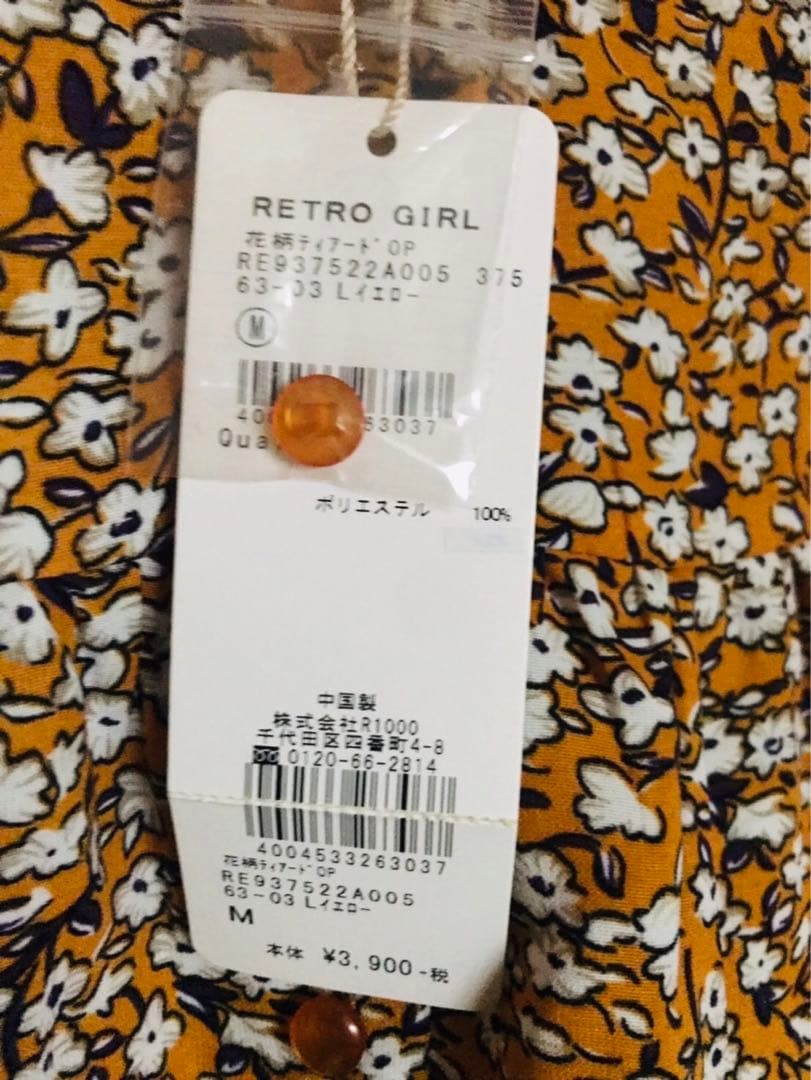 RETRO GIRL
花柄ティアードOP
RE937522A005 375
63-03 Lイエロー
M
63037
Qua
ポリエステル 100%
中国製
株式会社R1000
千代田区四番町4-8
0120-66-2814
4004533263037
花柄ティアードOP
RE937522A005
63-03 Lイエロー
M
本体 ¥3,900-税